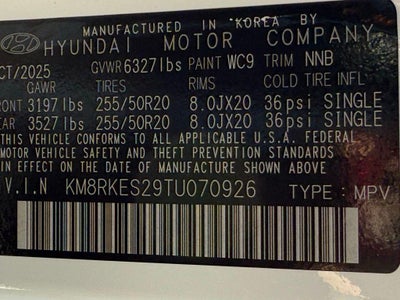 MANUFACTURED IN KOREA BY
HYUNDAI MOTOR COMPANY
CT/2025 GVWR 6327lbs PAINT WC9 TRIM NNB
GAWR TIRES RIMS COLD TIRE INFL
RONT 3197lbs 255/50R20 8.0JX20 36psi SINGLE
EAR 3527lbs 255/50R20 8.0JX20 36psi SINGLE
THIS VEHICLE CONFORMS TO ALL APPLICABLE U.S.A. FEDERAL
MOTOR VEHICLE SAFETY AND THEFT PREVENTION STANDARDS
IN EFFECT ON THE DATE OF MANUFACTURE SHOWN ABOVE
V.I.N KM8RKES29TU070926 TYPE : MPV